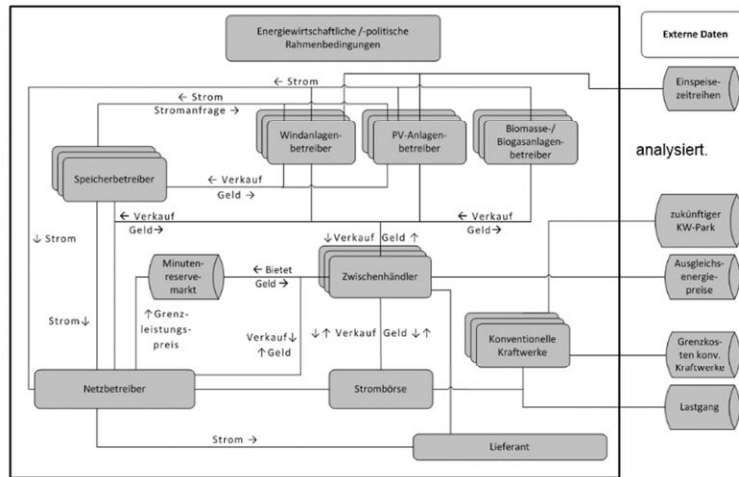 Energiewirtschaftliche /-politische
Rahmenbedingungen
Externe Daten
← Strom
← Strom
Stromanfrage →
Einspeise-
zeitreihen
Windanlagen-
betreiber
PV-Anlagen-
betreiber
Biomasse-/
Biogasanlagen-
betreiber
analysiert.
Speicherbetreiber
← Verkauf
Geld →
← Verkauf
Geld→
← Verkauf
Geld→
zukünftiger
KW-Park
↓ Strom
↓Verkauf Geld ↑
Minuten-
reserve-
markt
← Bietet
Geld →
Zwischenhändler
Ausgleichs-
energie-
preise
Strom↓
↑Grenz-
leistungs-
preis
Verkauf↓
↑Geld
↓↑ Verkauf Geld ↓↑
Konventionelle
Kraftwerke
Grenzkos-
ten konv.
Kraftwerke
Netzbetreiber
Strombörse
Lastgang
Strom →
Lieferant